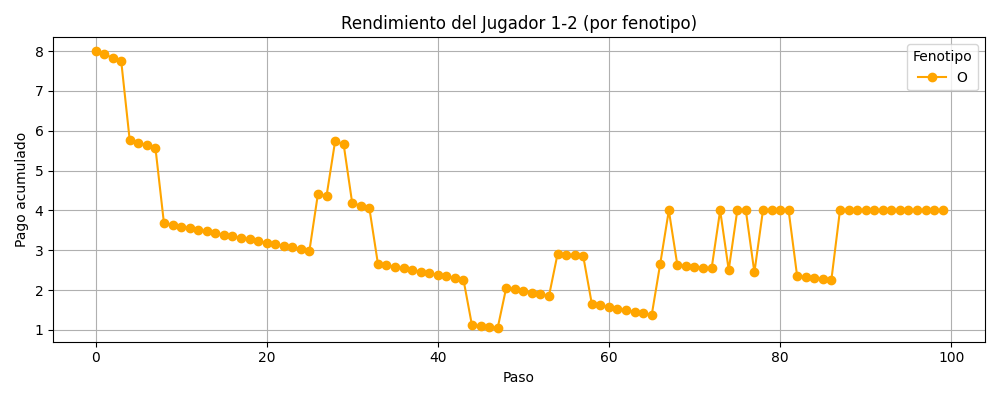 Rendimiento del Jugador 1-2 (por fenotipo)
Pago acumulado
8
7
6
5
4
3
2
1
Fenotipo
O
0
20
40
60
80
100
Paso